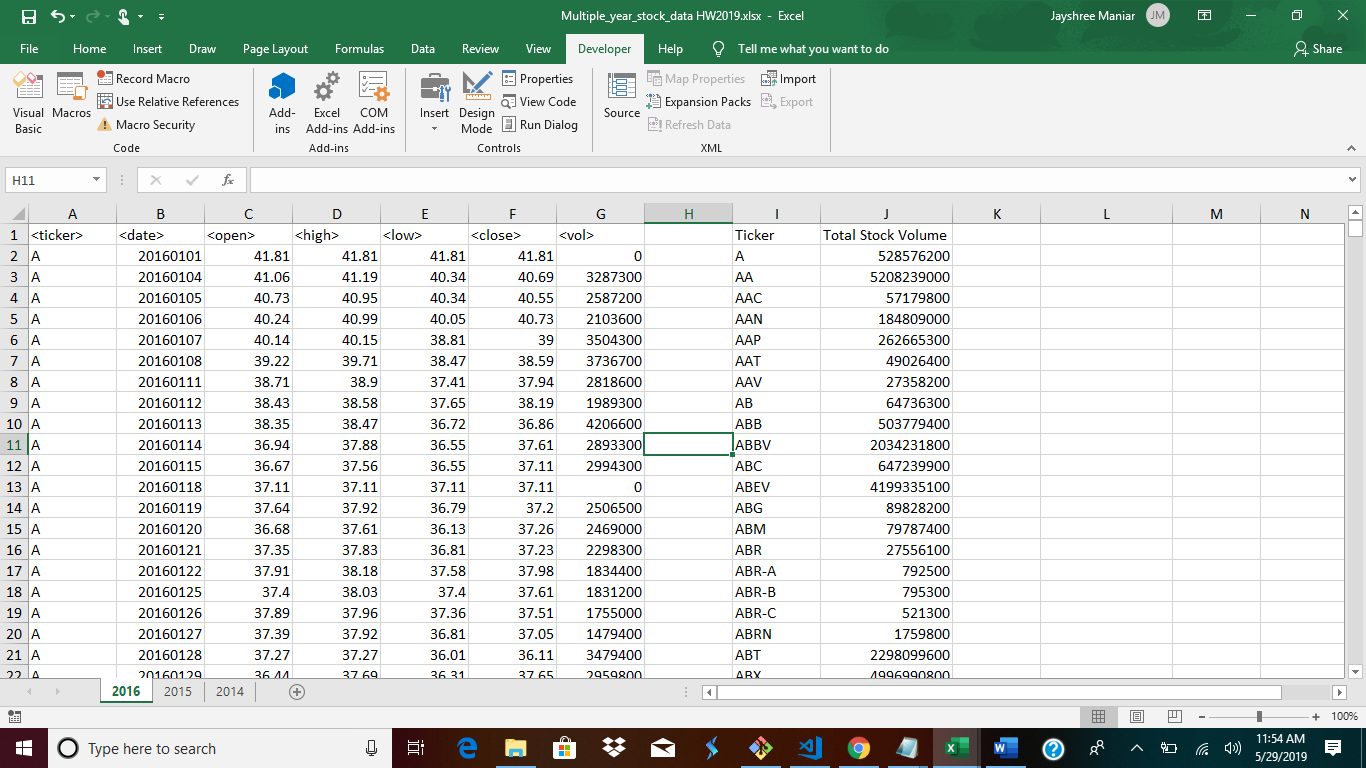 Multiple_year_stock_data HW2019.xlsx - Excel
Jayshree Maniar JM
File Home Insert Draw Page Layout Formulas Data Review View Developer Help Tell me what you want to do Share
Visual Basic
Macros
Record Macro
Use Relative References
Macro Security
Code
Add-ins
Excel Add-ins
COM Add-ins
Add-ins
Insert
Design Mode
Properties
View Code
Run Dialog
Controls
Source
Map Properties
Expansion Packs
Refresh Data
Import
Export
XML
H11 fx
A B C D E F G H I J K L M N
1 <ticker> <date> <open> <high> <low> <close> <vol> Ticker Total Stock Volume
2 A 20160101 41.81 41.81 41.81 41.81 0 A 528576200
3 A 20160104 41.06 41.19 40.34 40.69 3287300 AA 5208239000
4 A 20160105 40.73 40.95 40.34 40.55 2587200 AAC 57179800
5 A 20160106 40.24 40.99 40.05 40.73 2103600 AAN 184809000
6 A 20160107 40.14 40.15 38.81 39 3504300 AAP 262665300
7 A 20160108 39.22 39.71 38.47 38.59 3736700 AAT 49026400
8 A 20160111 38.71 38.9 37.41 37.94 2818600 AAV 27358200
9 A 20160112 38.43 38.58 37.65 38.19 1989300 AB 64736300
10 A 20160113 38.35 38.47 36.72 36.86 4206600 ABB 503779400
11 A 20160114 36.94 37.88 36.55 37.61 2893300 ABBV 2034231800
12 A 20160115 36.67 37.56 36.55 37.11 2994300 ABC 647239900
13 A 20160118 37.11 37.11 37.11 37.11 0 ABEV 4199335100
14 A 20160119 37.64 37.92 36.79 37.2 2506500 ABG 89828200
15 A 20160120 36.68 37.61 36.13 37.26 2469000 ABM 79787400
16 A 20160121 37.35 37.83 36.81 37.23 2298300 ABR 27556100
17 A 20160122 37.91 38.18 37.58 37.98 1834400 ABR-A 792500
18 A 20160125 37.4 38.03 37.4 37.61 1831200 ABR-B 795300
19 A 20160126 37.89 37.96 37.36 37.51 1755000 ABR-C 521300
20 A 20160127 37.39 37.92 36.81 37.05 1479400 ABRN 1759800
21 A 20160128 37.27 37.27 36.01 36.11 3479400 ABT 2298099600
22 A 20160129 36.44 37.69 36.31 37.65 2959800 ABX 4996990800
2016 2015 2014
100%
Type here to search
11:54 AM
5/29/2019